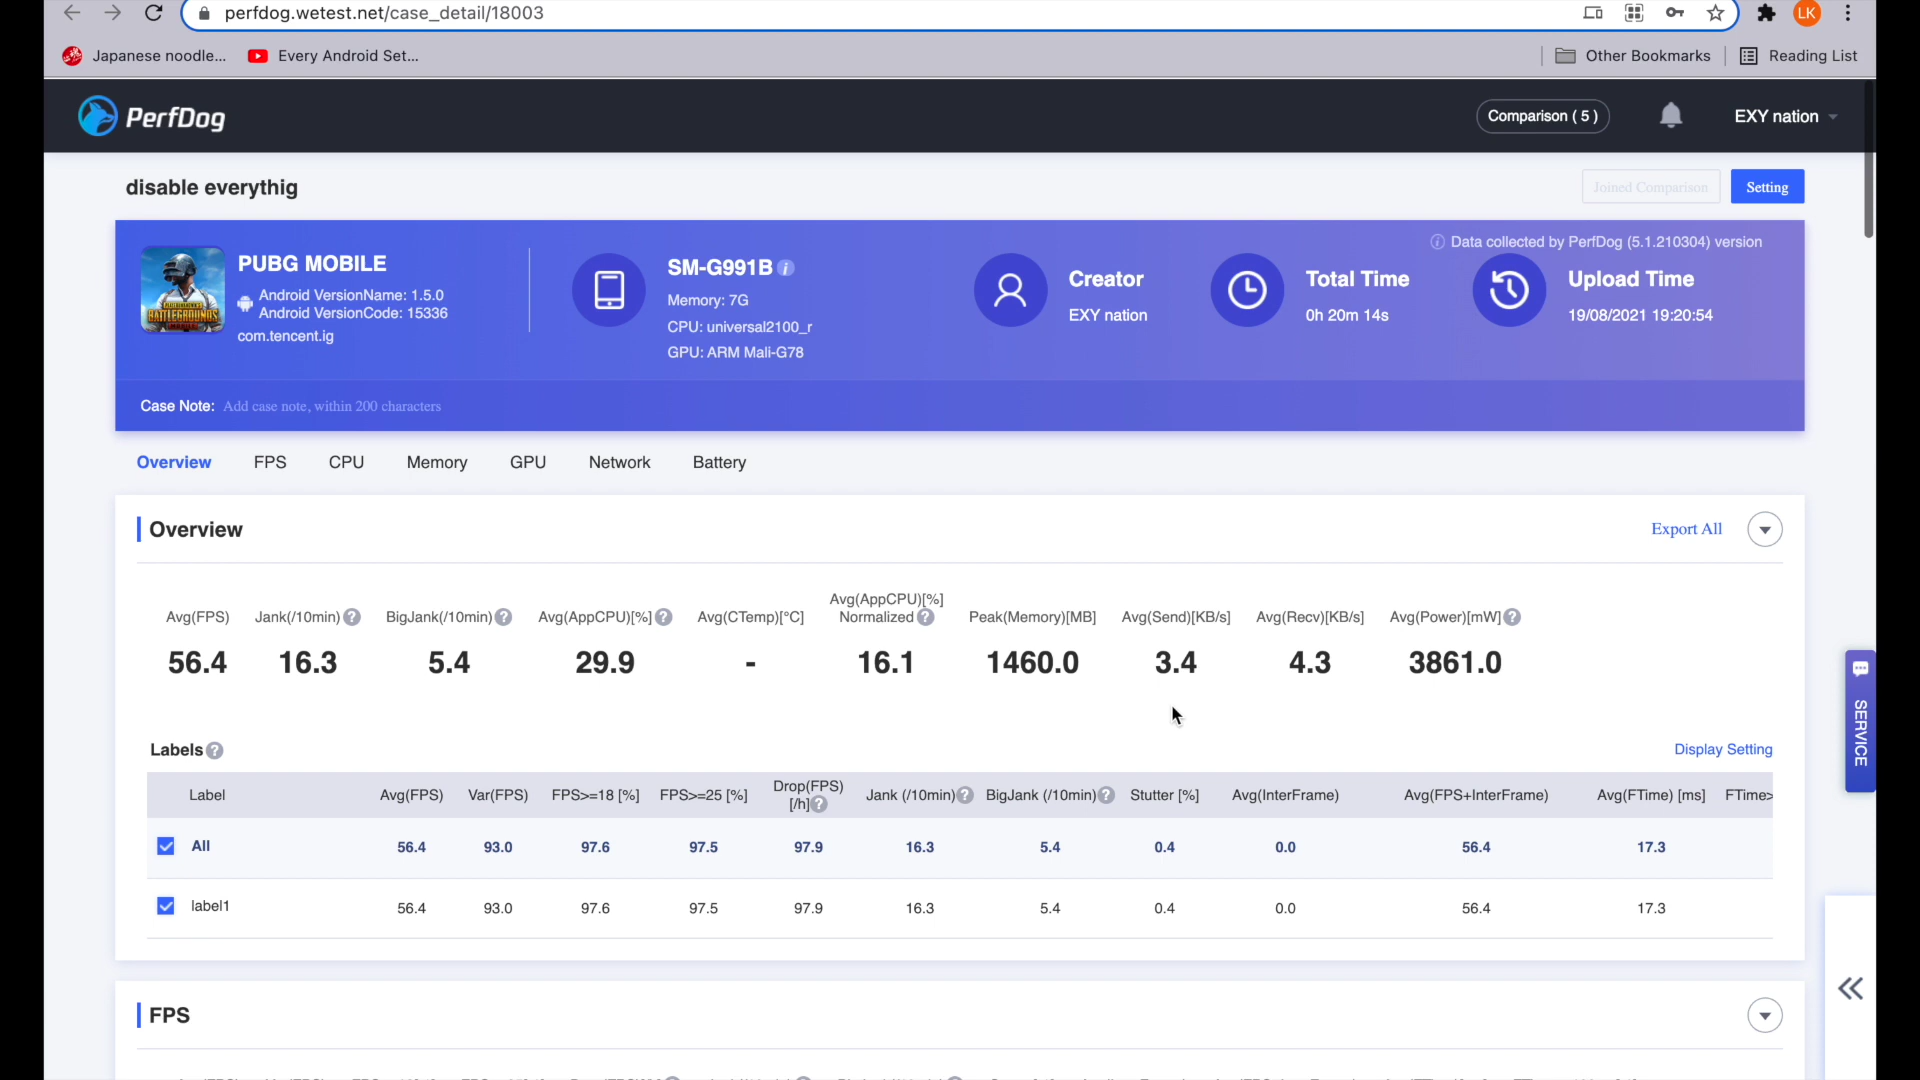 perfdog.wetest.net/case_detail/18003
LK
Japanese noodle...
Every Android Set...
Other Bookmarks
Reading List
PerfDog
Comparison ( 5 )
EXY nation
disable everythig
Joined Comparison
Setting
Data collected by PerfDog (5.1.210304) version
PUBG MOBILE
Android VersionName: 1.5.0
Android VersionCode: 15336
com.tencent.ig
SM-G991B
Memory: 7G
CPU: universal2100_r
GPU: ARM Mali-G78
Creator
EXY nation
Total Time
0h 20m 14s
Upload Time
19/08/2021 19:20:54
Case Note: Add case note, within 200 characters
Overview FPS CPU Memory GPU Network Battery
Overview
Export All
Avg(FPS) Jank(/10min) BigJank(/10min) Avg(AppCPU)[%] Avg(CTemp)[°C] Avg(AppCPU)[%] Normalized Peak(Memory)[MB] Avg(Send)[KB/s] Avg(Recv)[KB/s] Avg(Power)[mW]
56.4 16.3 5.4 29.9 - 16.1 1460.0 3.4 4.3 3861.0
SERVICE
Labels
Display Setting
Label Avg(FPS) Var(FPS) FPS>=18 [%] FPS>=25 [%] Drop(FPS) [/h] Jank (/10min) BigJank (/10min) Stutter [%] Avg(InterFrame) Avg(FPS+InterFrame) Avg(FTime) [ms] FTime>
All 56.4 93.0 97.6 97.5 97.9 16.3 5.4 0.4 0.0 56.4 17.3
label1 56.4 93.0 97.6 97.5 97.9 16.3 5.4 0.4 0.0 56.4 17.3
FPS